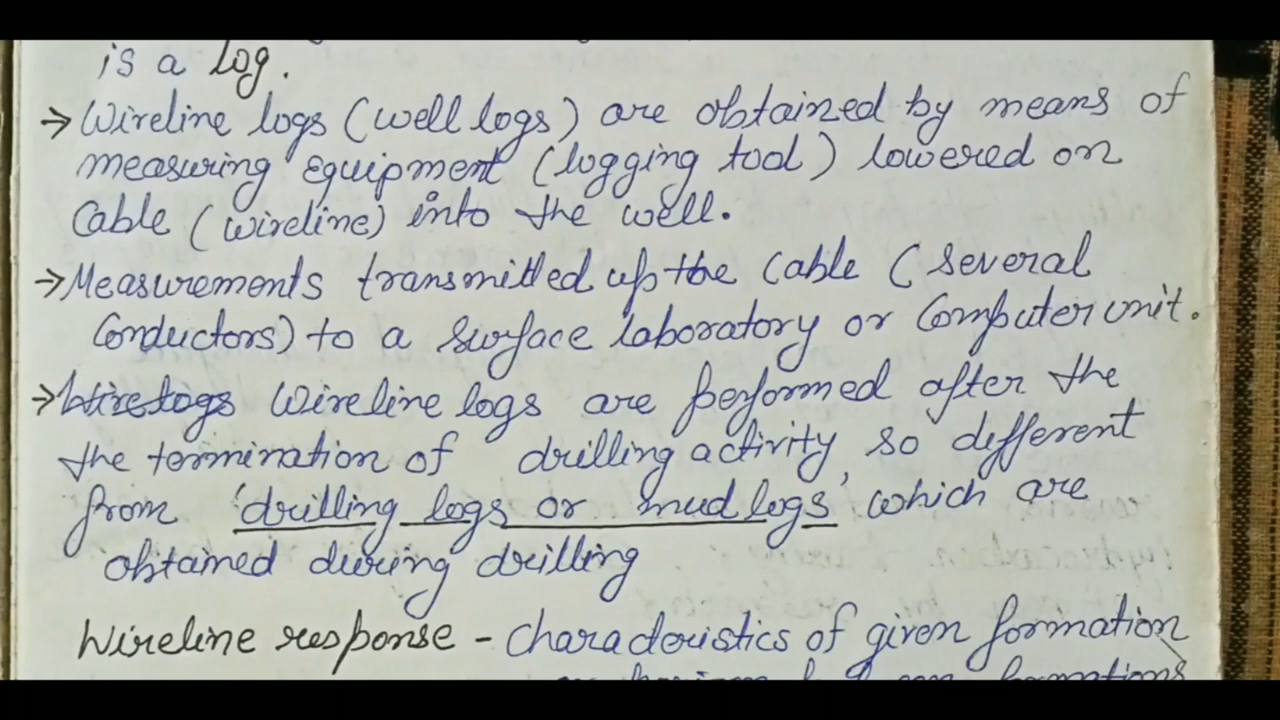 is a log.
→ Wireline logs (well logs) are obtained by means of
measuring equipment (logging tool) lowered on
Cable (wireline) into the well.
→ Measurements transmitted up the Cable (several
Conductors) to a surface laboratory or Computer unit.
→ Wirelogs Wireline logs are performed after the
the termination of drilling activity, so different
from 'drilling logs or mud logs' which are
obtained during drilling
Wireline response - Characteristics of given formation
formations